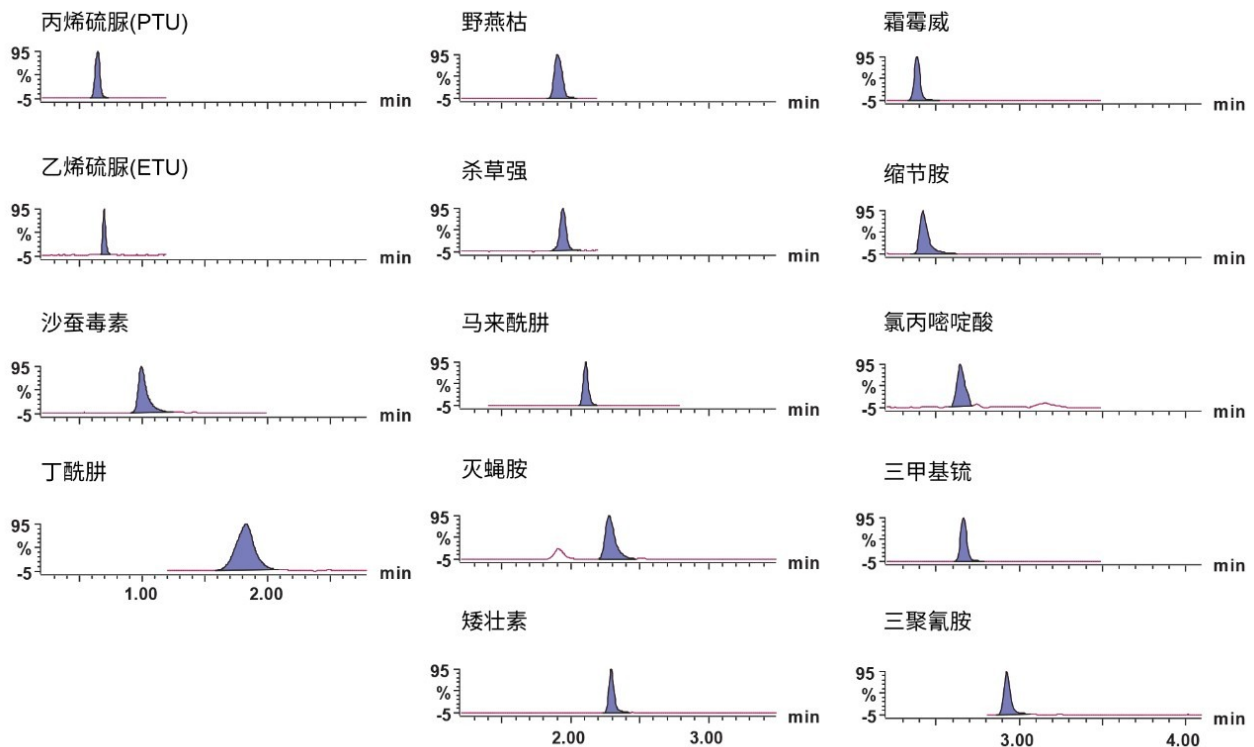 丙烯硫脲(PTU)
95
%
-5
min
乙烯硫脲(ETU)
95
%
-5
min
沙蚕毒素
95
%
-5
min
丁酰肼
95
%
-5
min
1.00 2.00
野燕枯
95
%
-5
min
杀草强
95
%
-5
min
马来酰肼
95
%
-5
min
灭蝇胺
95
%
-5
min
矮壮素
95
%
-5
min
2.00 3.00
霜霉威
95
%
-5
min
缩节胺
95
%
-5
min
氯丙嘧啶酸
95
%
-5
min
三甲基锍
95
%
-5
min
三聚氰胺
95
%
-5
min
3.00 4.00